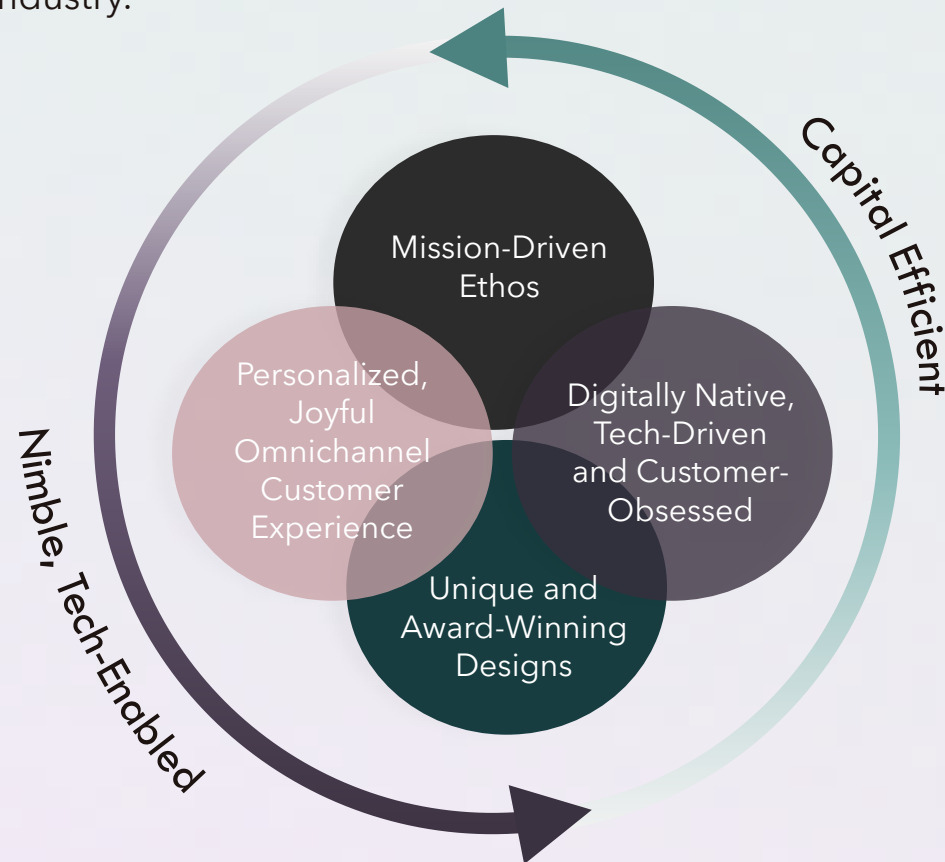 ndustry.
Capital Efficient
Mission-Driven
Ethos
Personalized,
Joyful
Omnichannel
Customer
Experience
Digitally Native,
Tech-Driven
and Customer-
Obsessed
Unique and
Award-Winning
Designs
Nimble, Tech-Enabled